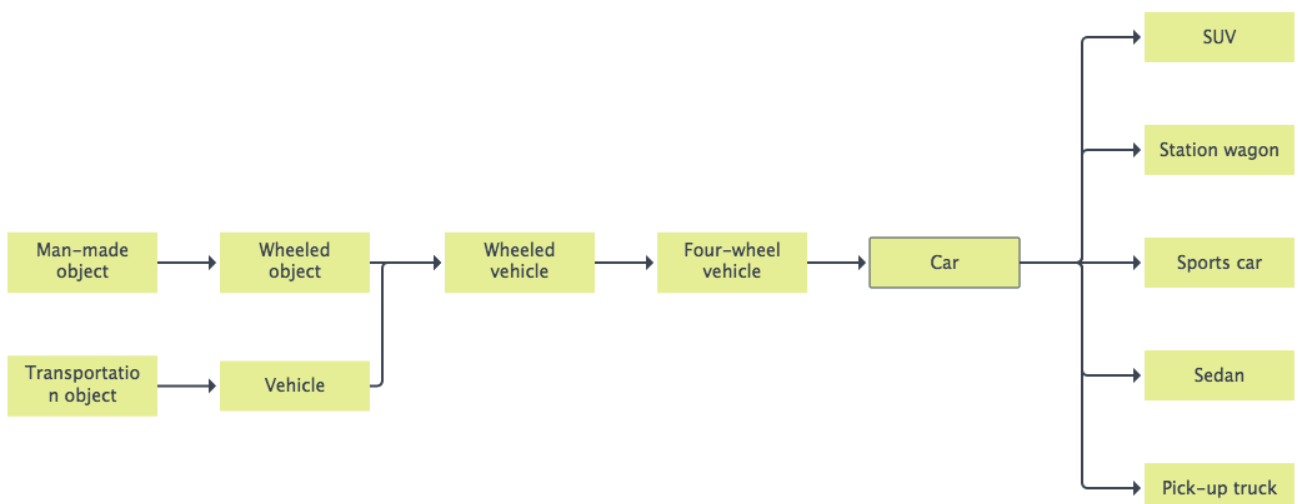 SUV
Station wagon
Man-made
object
Wheeled
object
Wheeled
vehicle
Four-wheel
vehicle
Car
Sports car
Transportatio
n object
Vehicle
Sedan
Pick-up truck